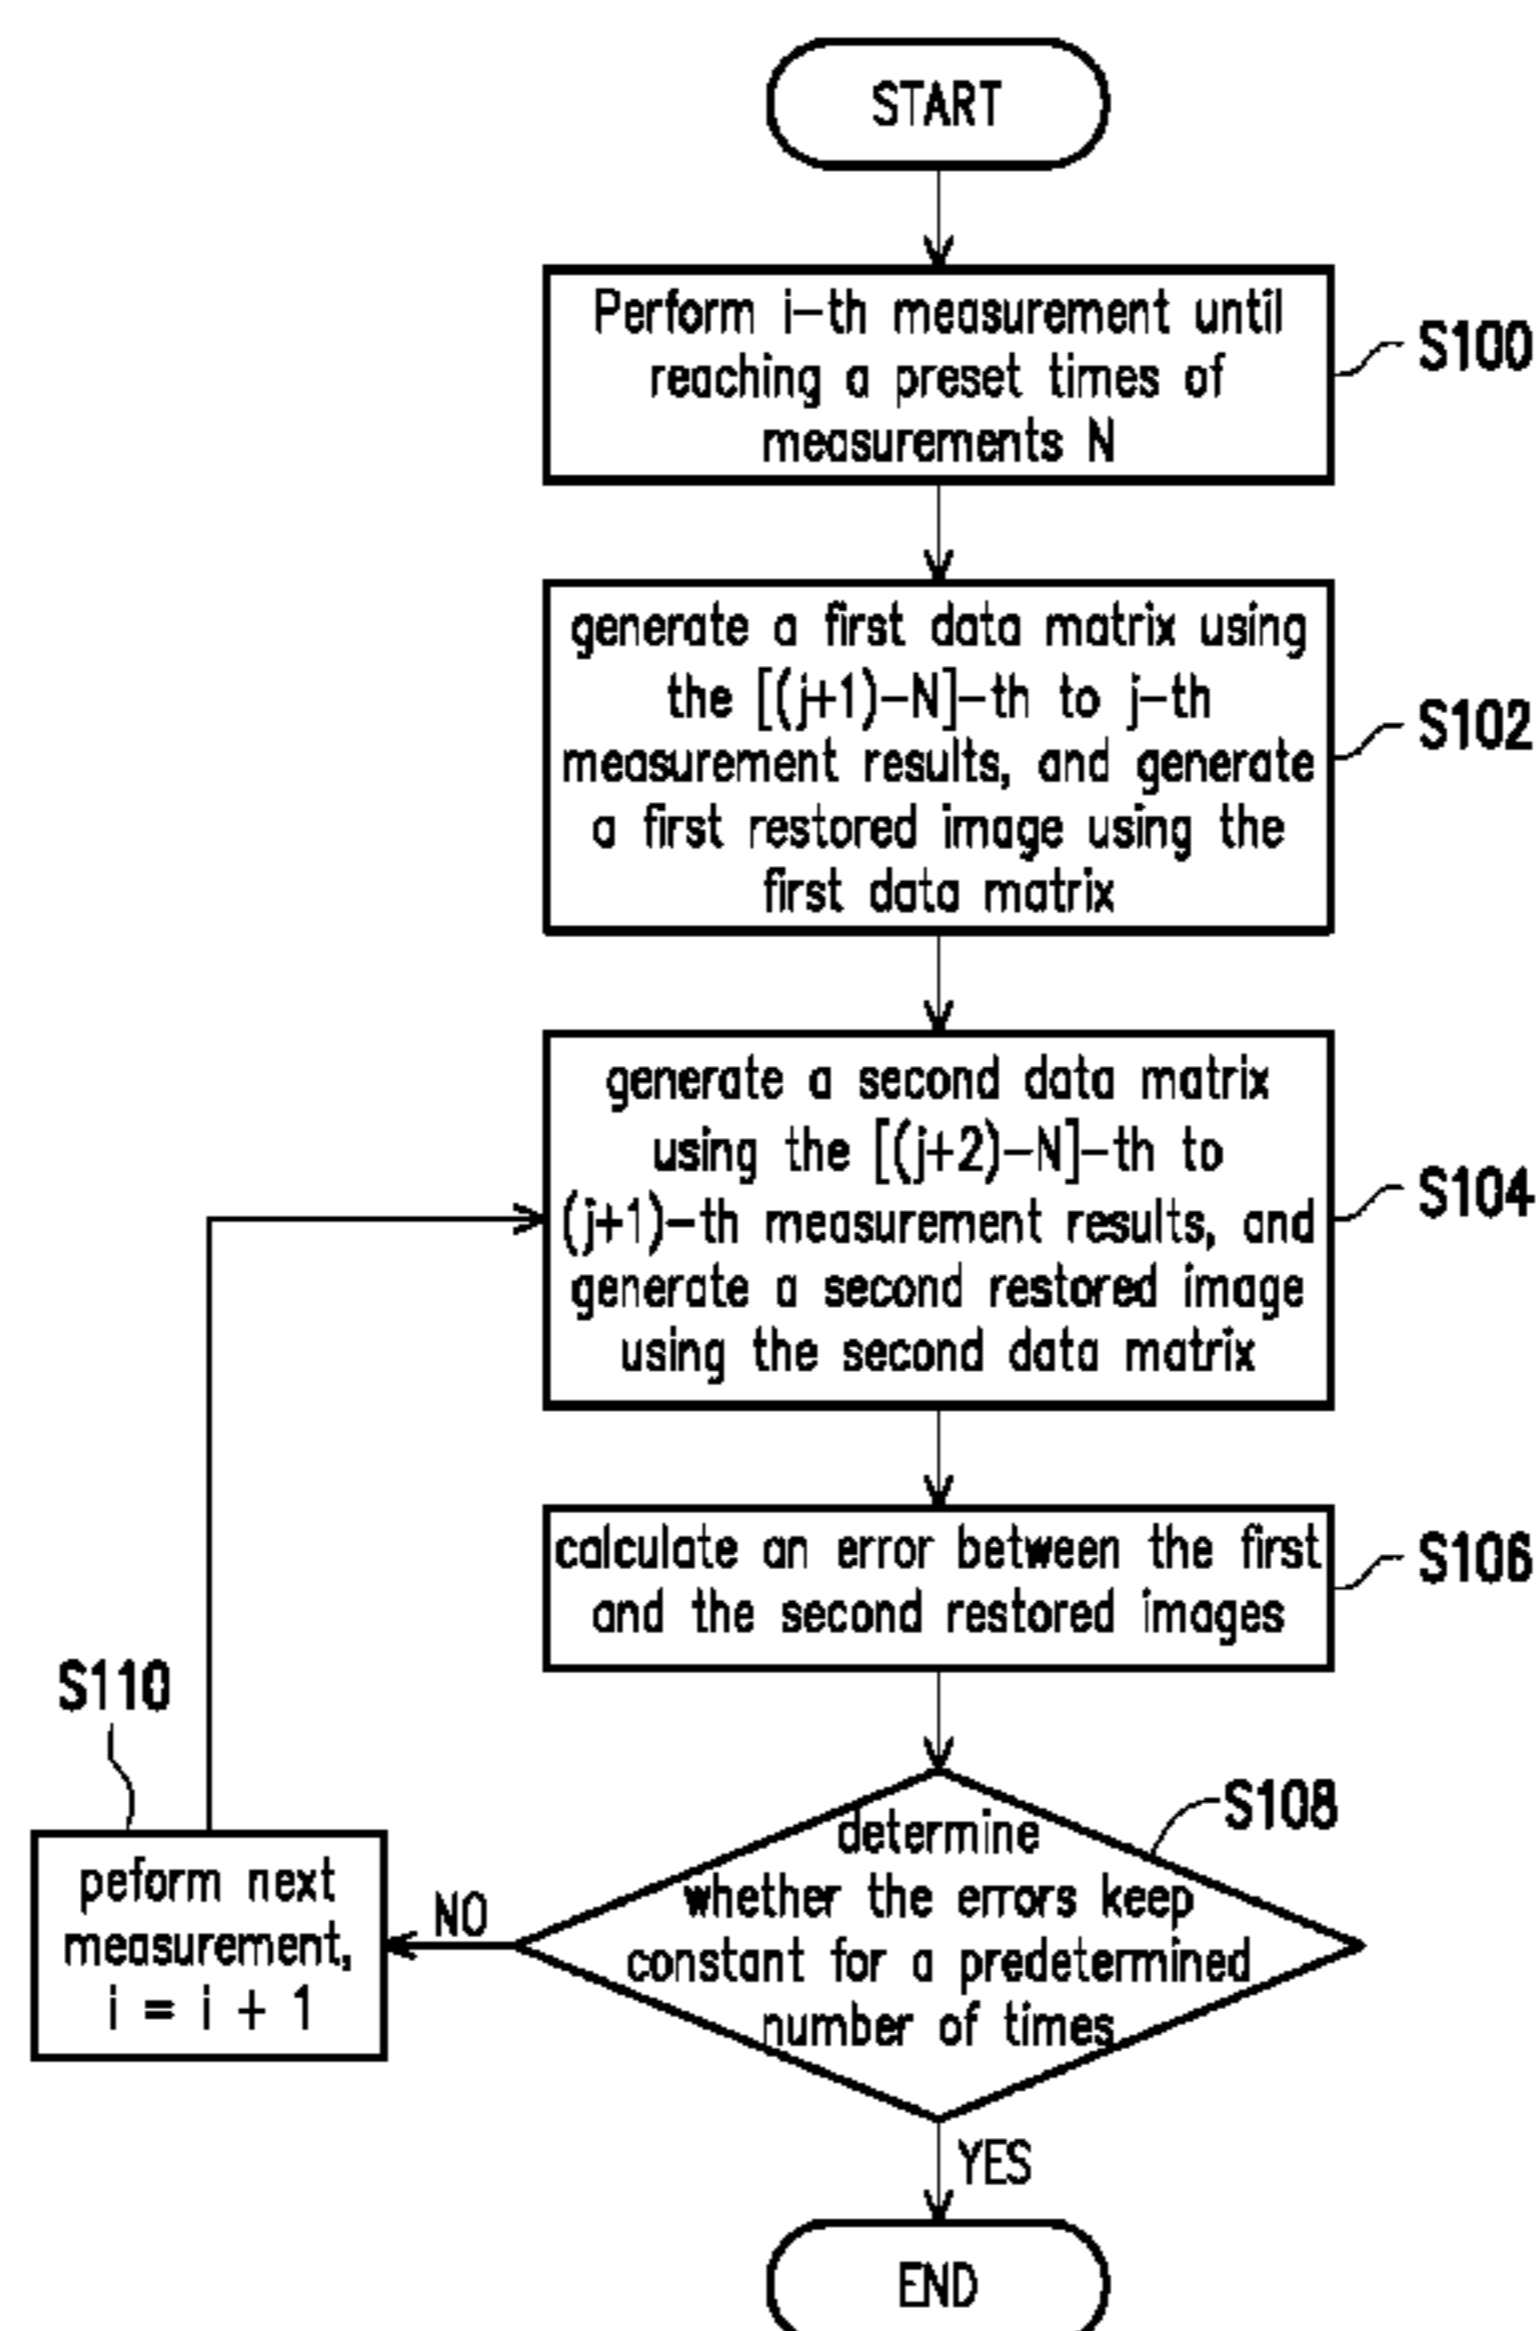 START
Perform i-th measurement until
reaching a preset times of
measurements N
S100
generate a first data matrix using
the [(j+1)-N]-th to j-th
measurement results, and generate
a first restored image using the
first data matrix
S102
generate a second data matrix
using the [(j+2)-N]-th to
(j+1)-th measurement results, and
generate a second restored image
using the second data matrix
S104
calculate an error between the first
and the second restored images
S106
determine
whether the errors keep
constant for a predetermined
number of times
S108
NO
S110
peform next
measurement,
i = i + 1
YES
END